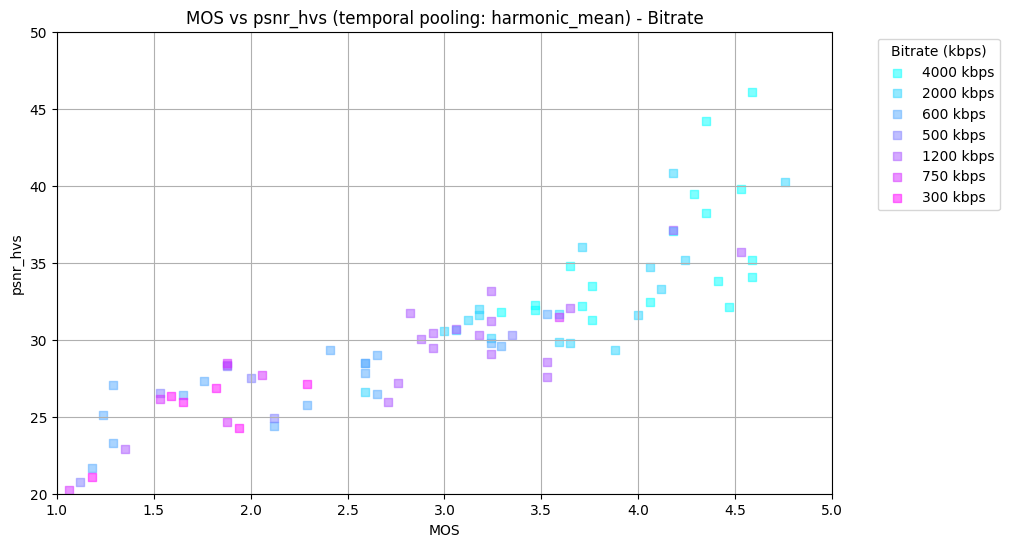 MOS vs psnr_hvs (temporal pooling: harmonic_mean) - Bitrate
50
45
40
35
30
25
20
psnr_hvs
1.0 1.5 2.0 2.5 3.0 3.5 4.0 4.5 5.0
MOS
Bitrate (kbps)
4000 kbps
2000 kbps
600 kbps
500 kbps
1200 kbps
750 kbps
300 kbps